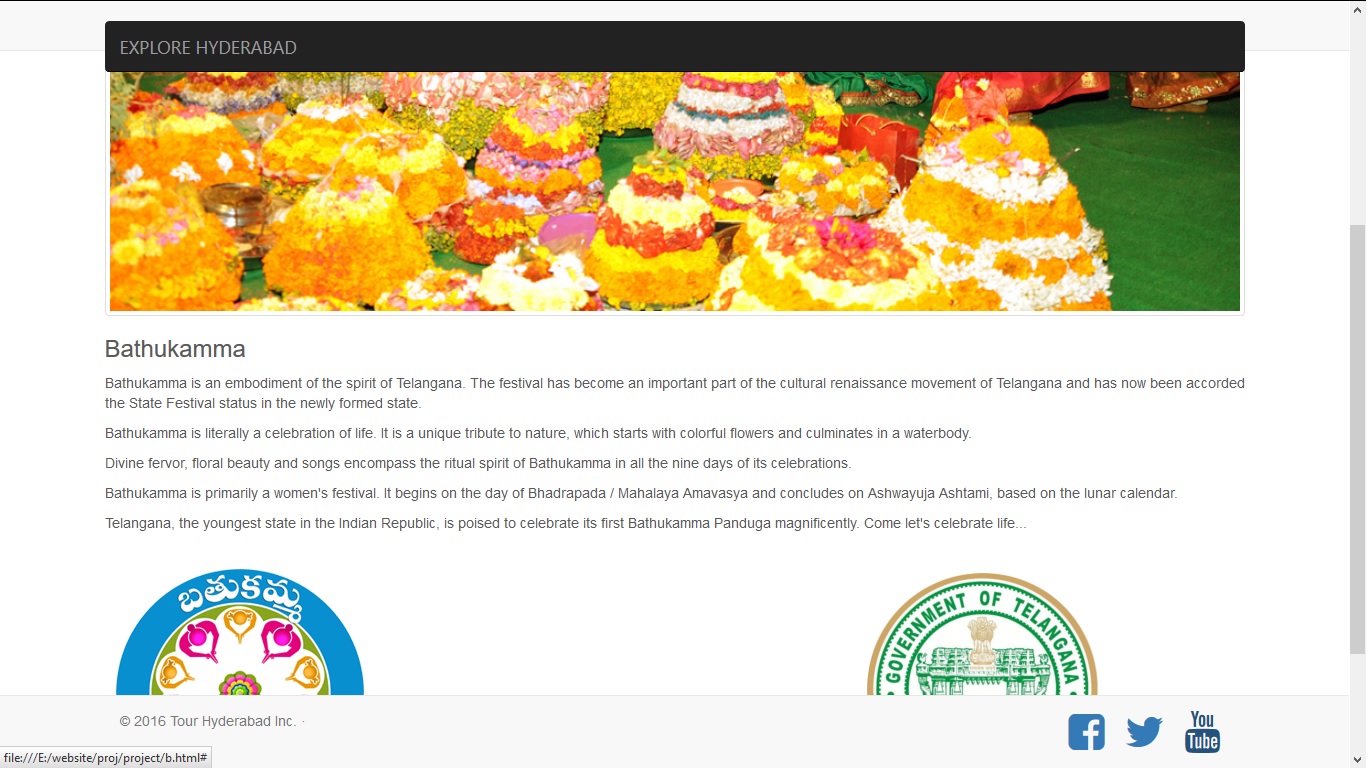 EXPLORE HYDERABAD
Bathukamma
Bathukamma is an embodiment of the spirit of Telangana. The festival has become an important part of the cultural renaissance movement of Telangana and has now been accorded
the State Festival status in the newly formed state.
Bathukamma is literally a celebration of life. It is a unique tribute to nature, which starts with colorful flowers and culminates in a waterbody.
Divine fervor, floral beauty and songs encompass the ritual spirit of Bathukamma in all the nine days of its celebrations.
Bathukamma is primarily a women's festival. It begins on the day of Bhadrapada / Mahalaya Amavasya and concludes on Ashwayuja Ashtami, based on the lunar calendar.
Telangana, the youngest state in the Indian Republic, is poised to celebrate its first Bathukamma Panduga magnificently. Come let's celebrate life...
బతుకమ్మ
GOVERNMENT OF TELANGANA
© 2016 Tour Hyderabad Inc. ·
You
Tube
file:///E:/website/proj/project/b.html#